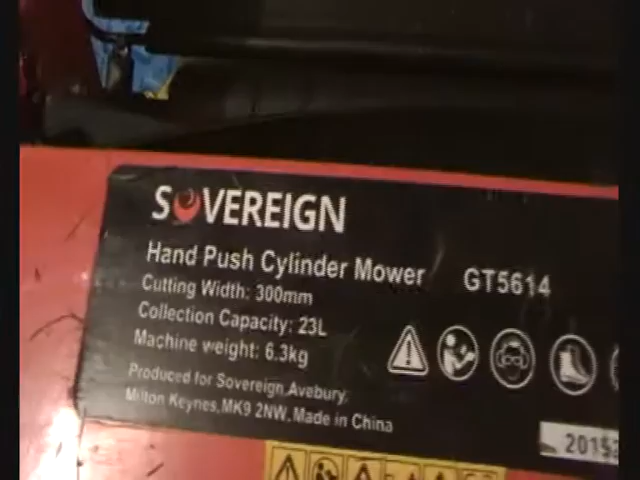 SOVEREIGN
Hand Push Cylinder Mower GT5614
Cutting Width: 300mm
Collection Capacity: 23L
Machine weight: 6.3kg
Produced for Sovereign,Avebury,
Milton Keynes,MK9 2NW.Made in China